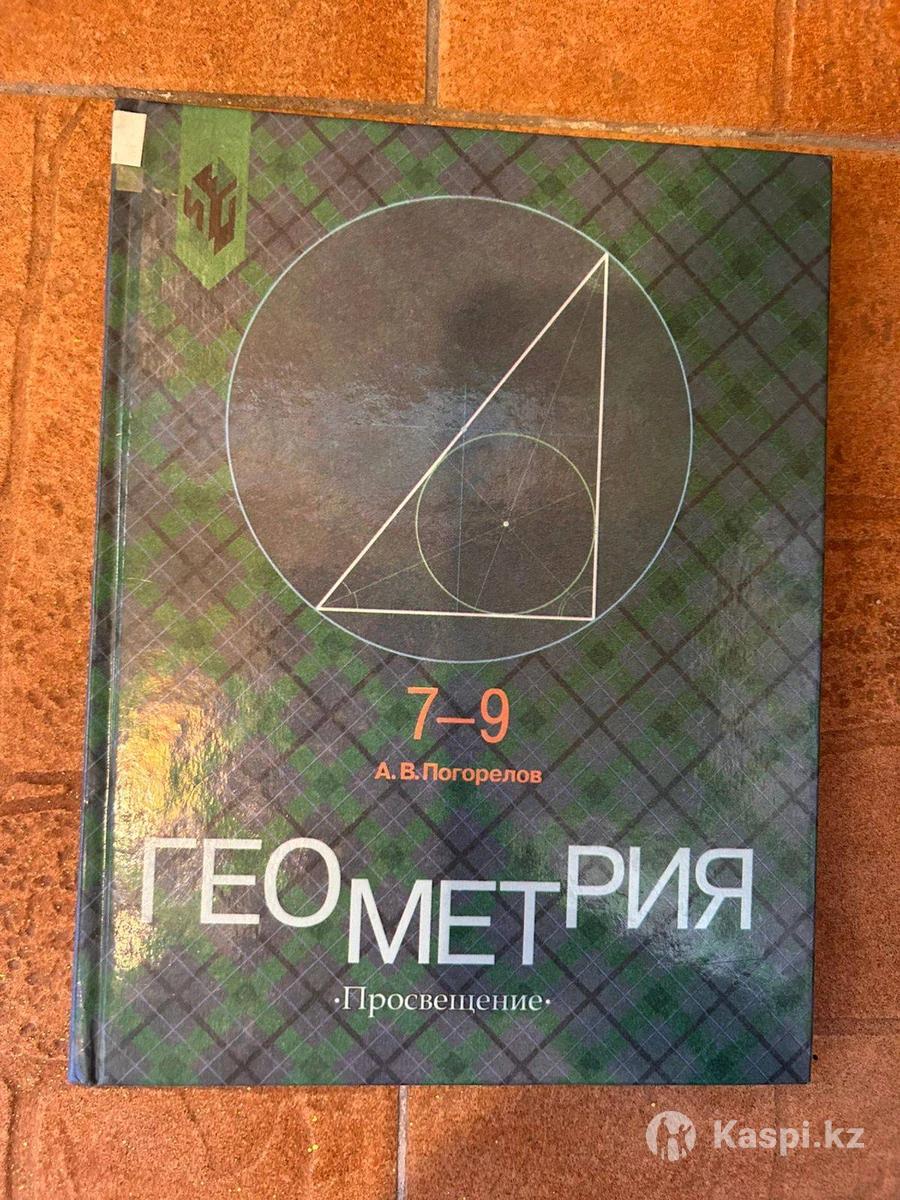 7–9
А. В. Погорелов
ГЕОМЕТРИЯ
·Просвещение·
Kaspi.kz